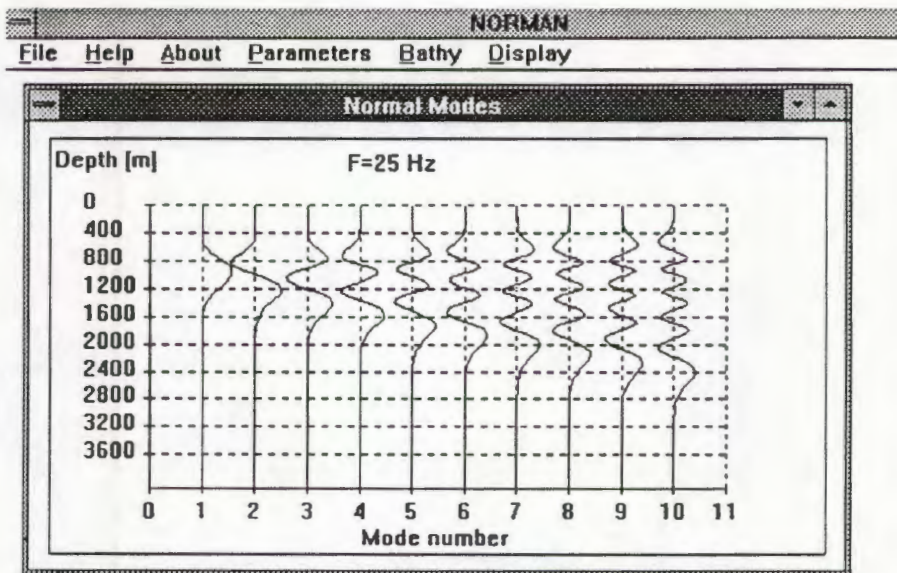 NORMAN
File Help About Parameters Bathy Display
Normal Modes
Depth [m] F=25 Hz
0
400
800
1200
1600
2000
2400
2800
3200
3600
0 1 2 3 4 5 6 7 8 9 10 11
Mode number